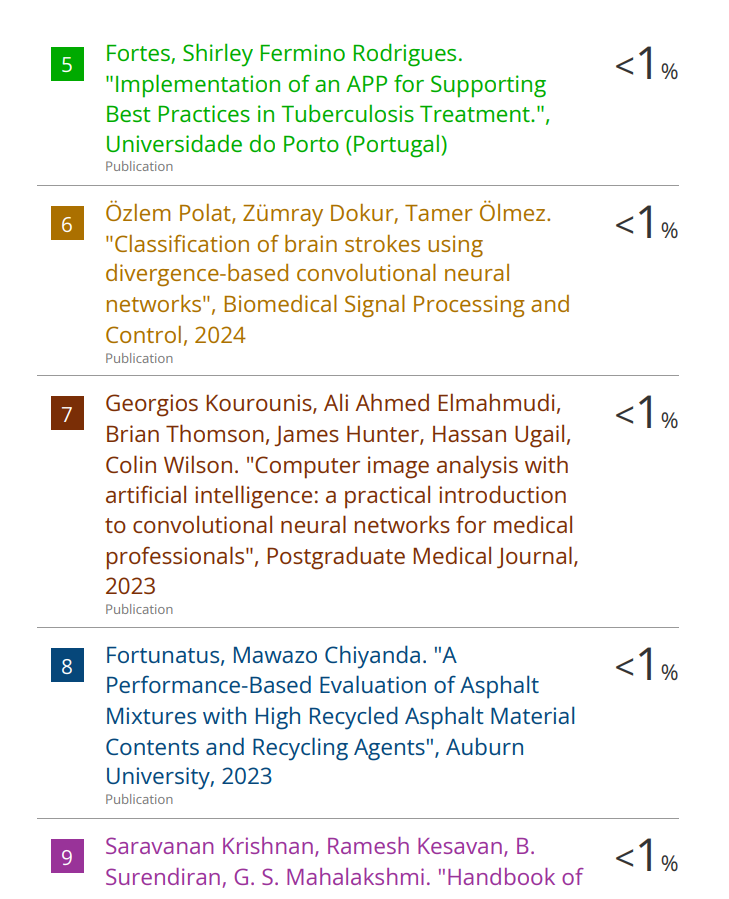 5
Fortes, Shirley Fermino Rodrigues.
"Implementation of an APP for Supporting
Best Practices in Tuberculosis Treatment.",
Universidade do Porto (Portugal)
Publication
<1%
6
Özlem Polat, Zümray Dokur, Tamer Ölmez.
"Classification of brain strokes using
divergence-based convolutional neural
networks", Biomedical Signal Processing and
Control, 2024
Publication
<1%
7
Georgios Kourounis, Ali Ahmed Elmahmudi,
Brian Thomson, James Hunter, Hassan Ugail,
Colin Wilson. "Computer image analysis with
artificial intelligence: a practical introduction
to convolutional neural networks for medical
professionals", Postgraduate Medical Journal,
2023
Publication
<1%
8
Fortunatus, Mawazo Chiyanda. "A
Performance-Based Evaluation of Asphalt
Mixtures with High Recycled Asphalt Material
Contents and Recycling Agents", Auburn
University, 2023
Publication
<1%
9
Saravanan Krishnan, Ramesh Kesavan, B.
Surendiran, G. S. Mahalakshmi. "Handbook of
<1%